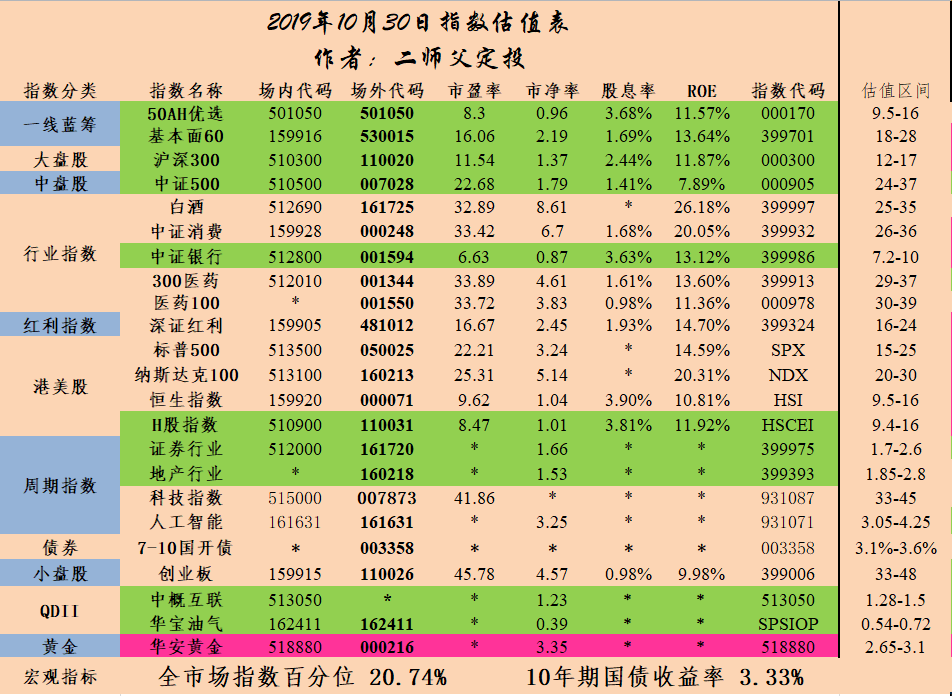 2019年10月30日指数估值表
作者：二师父定投
指数分类 指数名称 场内代码 场外代码 市盈率 市净率 股息率 ROE 指数代码 估值区间
一线蓝筹 50AH优选 501050 501050 8.3 0.96 3.68% 11.57% 000170 9.5-16
基本面60 159916 530015 16.06 2.19 1.69% 13.64% 399701 18-28
大盘股 沪深300 510300 110020 11.54 1.37 2.44% 11.87% 000300 12-17
中盘股 中证500 510500 007028 22.68 1.79 1.41% 7.89% 000905 24-37
行业指数 白酒 512690 161725 32.89 8.61 * 26.18% 399997 25-35
中证消费 159928 000248 33.42 6.7 1.68% 20.05% 399932 26-36
中证银行 512800 001594 6.63 0.87 3.63% 13.12% 399986 7.2-10
300医药 512010 001344 33.89 4.61 1.61% 13.60% 399913 29-37
医药100 * 001550 33.72 3.83 0.98% 11.36% 000978 30-39
红利指数 深证红利 159905 481012 16.67 2.45 1.93% 14.70% 399324 16-24
港美股 标普500 513500 050025 22.21 3.24 * 14.59% SPX 15-25
纳斯达克100 513100 160213 25.31 5.14 * 20.31% NDX 20-30
恒生指数 159920 000071 9.62 1.04 3.90% 10.81% HSI 9.5-16
H股指数 510900 110031 8.47 1.01 3.81% 11.92% HSCEI 9.4-16
周期指数 证券行业 512000 161720 * 1.66 * * 399975 1.7-2.6
地产行业 * 160218 * 1.53 * * 399393 1.85-2.8
科技指数 515000 007873 41.86 * * * 931087 33-45
人工智能 161631 161631 * 3.25 * * 931071 3.05-4.25
债券 7-10国开债 * 003358 * * * * 003358 3.1%-3.6%
小盘股 创业板 159915 110026 45.78 4.57 0.98% 9.98% 399006 33-48
QDII 中概互联 513050 * * 1.23 * * 513050 1.28-1.5
华宝油气 162411 162411 * 0.39 * * SPSIOP 0.54-0.72
黄金 华安黄金 518880 000216 * 3.35 * * 518880 2.65-3.1
宏观指标 全市场指数百分位 20.74% 10年期国债收益率 3.33%